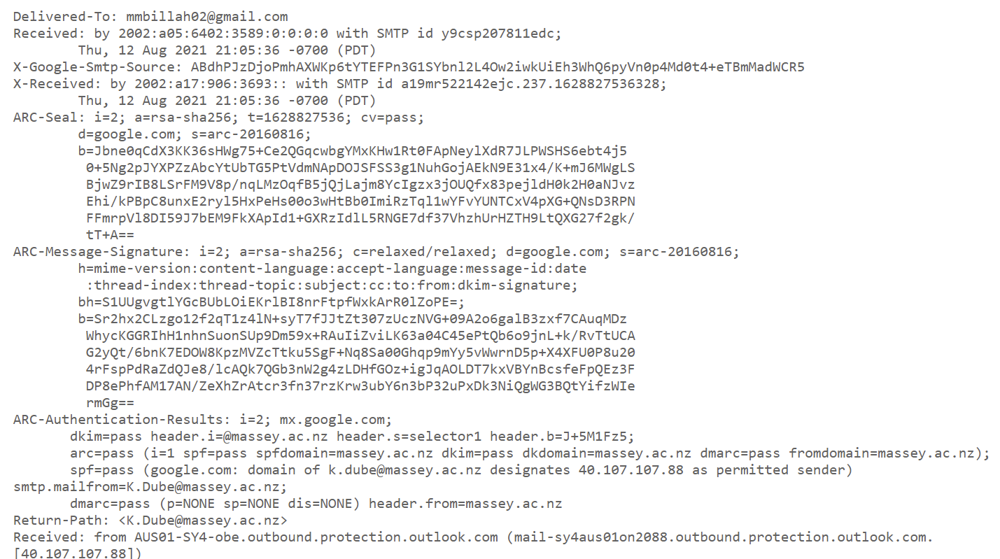 Delivered-To: mmbillah02@gmail.com
Received: by 2002:a05:6402:3589:0:0:0:0 with SMTP id y9csp207811edc;
Thu, 12 Aug 2021 21:05:36 -0700 (PDT)
X-Google-Smtp-Source: ABdhPJzDjoPmhAXWKp6tYTEFPn3G1SYbnl2L4Ow2iwkUiEh3WhQ6pyVn0p4Md0t4+eTBmMadWCR5
X-Received: by 2002:a17:906:3693:: with SMTP id a19mr522142ejc.237.1628827536328;
Thu, 12 Aug 2021 21:05:36 -0700 (PDT)
ARC-Seal: i=2; a=rsa-sha256; t=1628827536; cv=pass;
d=google.com; s=arc-20160816;
b=Jbne0qCdX3KK36sHWg75+Ce2QGqcwbgYMxKHw1Rt0FApNeylXdR7JLPWSHS6ebt4j5
0+5Ng2pJYXPZzAbcYtUbTG5PtVdmNApDOJSFSS3g1NuhGojAEkN9E31x4/K+mJ6MWgLS
BjwZ9rIB8LSrFM9V8p/nqLMzOqfB5jQjLajm8YcIgzx3jOUQfx83pejldH0k2H0aNJvz
Ehi/kPBpC8unxE2ryl5HxPeHs00o3wHtBb0ImiRzTql1wYFvYUNTCxV4pXG+QNsD3RPN
FFmrpVl8DI59J7bEM9FkXApId1+GXRzIdlL5RNGE7df37VhzhUrHZTH9LtQXG27f2gk/
tT+A==
ARC-Message-Signature: i=2; a=rsa-sha256; c=relaxed/relaxed; d=google.com; s=arc-20160816;
h=mime-version:content-language:accept-language:message-id:date
:thread-index:thread-topic:subject:cc:to:from:dkim-signature;
bh=S1UUgvgtlYGcBUbLOiEKrlBI8nrFtpfWxkArR0lZoPE=;
b=Sr2hx2CLzgo12f2qT1z4lN+syT7fJJtZt307zUczNVG+09A2o6galB3zxf7CAuqMDz
WhycKGGRIhH1nhnSuonSUp9Dm59x+RAuIiZviLK63a04C45ePtQb6o9jnL+k/RvTtUCA
G2yQt/6bnK7EDOW8KpzMVZcTtku5SgF+Nq8Sa00Ghqp9mYy5vWwrnD5p+X4XFU0P8u20
4rFspPdRaZdQJe8/lcAQk7QGb3nW2g4zLDHfGOz+igJqAOLDT7kxVBYnBcsfeFpQEz3F
DP8ePhfAM17AN/ZeXhZrAtcr3fn37rzKrw3ubY6n3bP32uPxDk3NiQgWG3BQtYifzWIe
rmGg==
ARC-Authentication-Results: i=2; mx.google.com;
dkim=pass header.i=@massey.ac.nz header.s=selector1 header.b=J+5M1Fz5;
arc=pass (i=1 spf=pass spfdomain=massey.ac.nz dkim=pass dkdomain=massey.ac.nz dmarc=pass fromdomain=massey.ac.nz);
spf=pass (google.com: domain of k.dube@massey.ac.nz designates 40.107.107.88 as permitted sender)
smtp.mailfrom=K.Dube@massey.ac.nz;
dmarc=pass (p=NONE sp=NONE dis=NONE) header.from=massey.ac.nz
Return-Path: <K.Dube@massey.ac.nz>
Received: from AUS01-SY4-obe.outbound.protection.outlook.com (mail-sy4aus01on2088.outbound.protection.outlook.com.
[40.107.107.88])